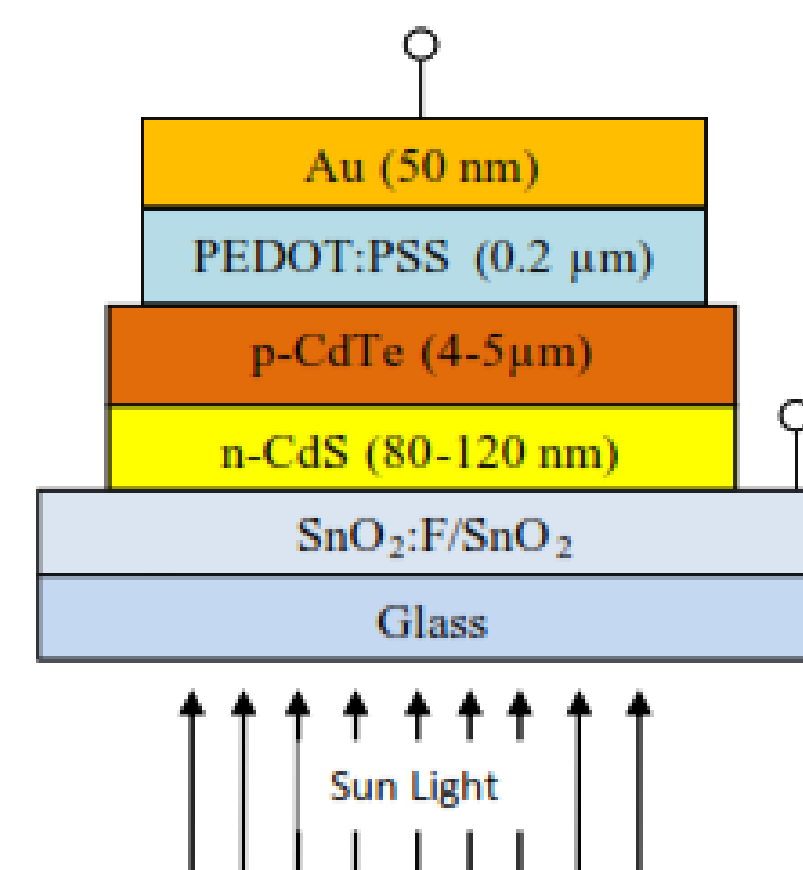 Au (50 nm)
PEDOT:PSS (0.2 µm)
p-CdTe (4-5µm)
n-CdS (80-120 nm)
SnO₂:F/SnO₂
Glass
Sun Light